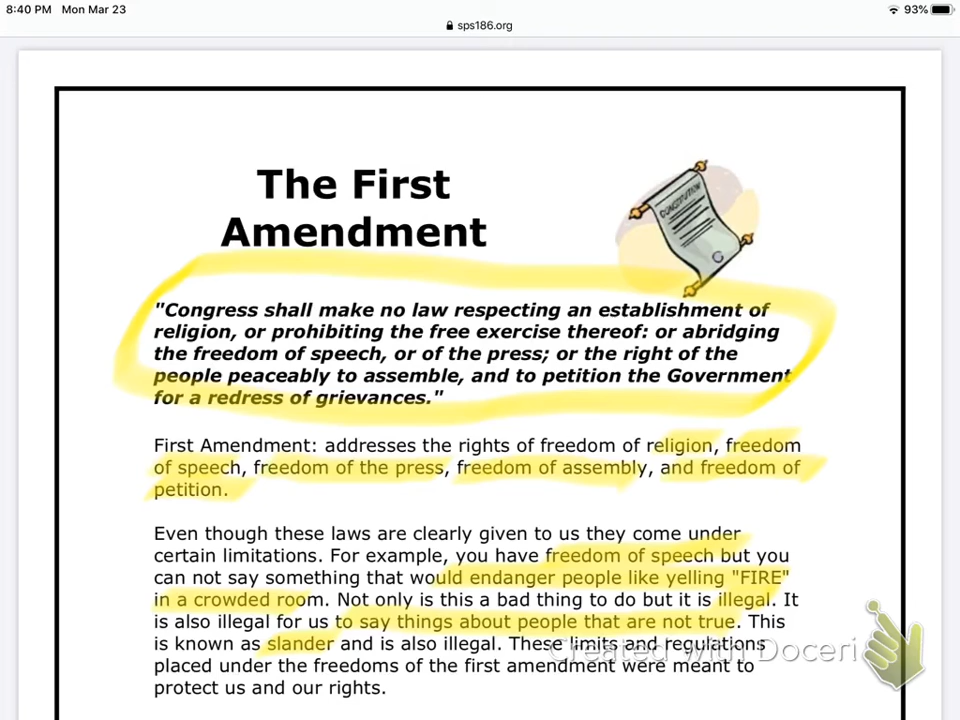 8:40 PM Mon Mar 23
93%
sps186.org
The First
Amendment
CONSTITUTION
"Congress shall make no law respecting an establishment of
religion, or prohibiting the free exercise thereof: or abridging
the freedom of speech, or of the press; or the right of the
people peaceably to assemble, and to petition the Government
for a redress of grievances."
First Amendment: addresses the rights of freedom of religion, freedom
of speech, freedom of the press, freedom of assembly, and freedom of
petition.
Even though these laws are clearly given to us they come under
certain limitations. For example, you have freedom of speech but you
can not say something that would endanger people like yelling "FIRE"
in a crowded room. Not only is this a bad thing to do but it is illegal. It
is also illegal for us to say things about people that are not true. This
is known as slander and is also illegal. These limits and regulations
placed under the freedoms of the first amendment were meant to
protect us and our rights.
Created with Doceri